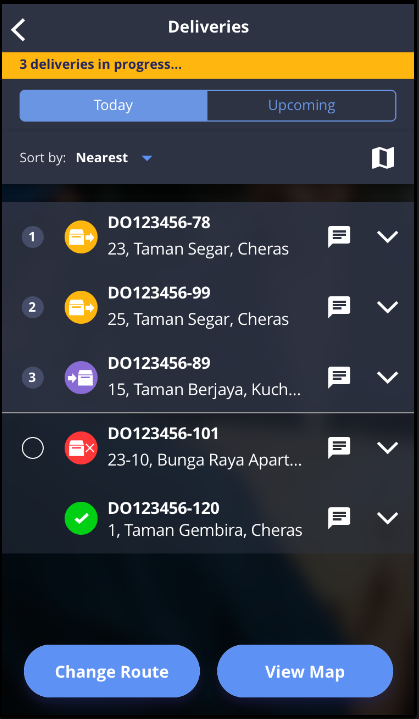 Deliveries
3 deliveries in progress...
Today
Upcoming
Sort by: Nearest
1
DO123456-78
23, Taman Segar, Cheras
2
DO123456-99
25, Taman Segar, Cheras
3
DO123456-89
15, Taman Berjaya, Kuch...
DO123456-101
23-10, Bunga Raya Apart...
DO123456-120
1, Taman Gembira, Cheras
Change Route
View Map